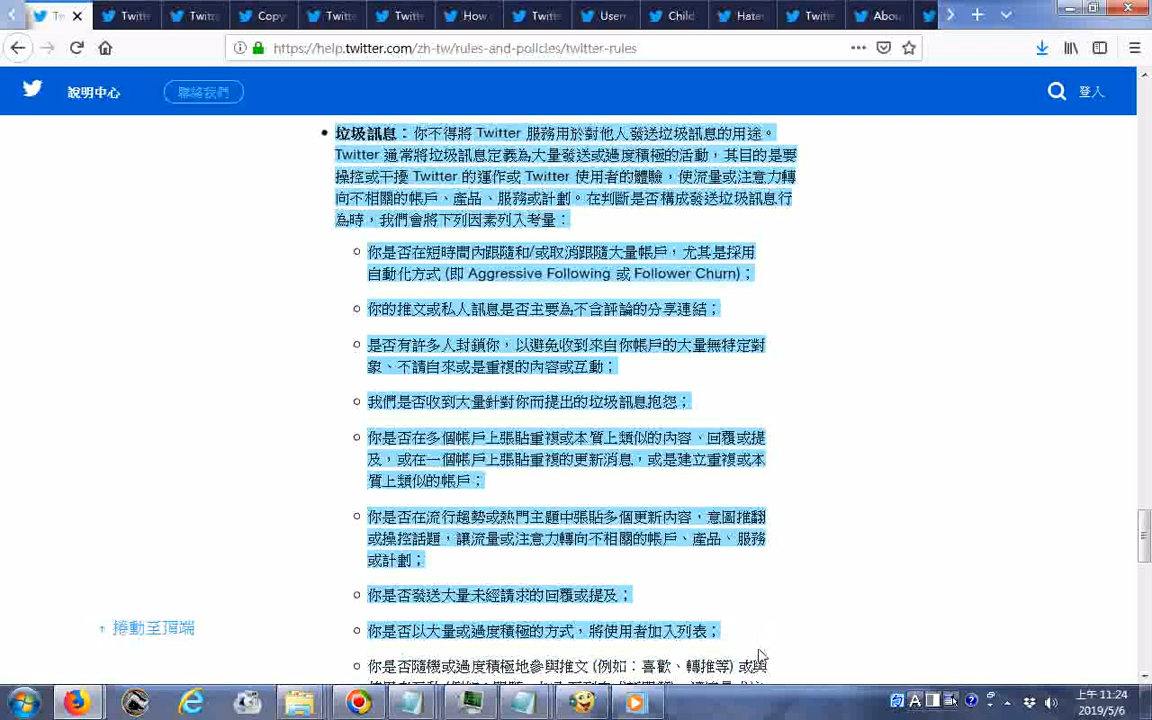 Tw
Twitte
Twitte
Copy
Twitte
Twitte
How
Twitte
User
Child
Hate
Twitte
Abou
https://help.twitter.com/zh-tw/rules-and-policies/twitter-rules
說明中心
聯絡我們
登入
垃圾訊息：你不得將 Twitter 服務用於對他人發送垃圾訊息的用途。
Twitter 通常將垃圾訊息定義為大量發送或過度積極的活動，其目的是要
操控或干擾 Twitter 的運作或 Twitter 使用者的體驗，使流量或注意力轉
向不相關的帳戶、產品、服務或計劃。在判斷是否構成發送垃圾訊息行
為時，我們會將下列因素列入考量：
你是否在短時間內跟隨和/或取消跟隨大量帳戶，尤其是採用
自動化方式 (即 Aggressive Following 或 Follower Churn)；
你的推文或私人訊息是否主要為不含評論的分享連結；
是否有許多人封鎖你，以避免收到來自你帳戶的大量無特定對
象、不請自來或是重複的內容或互動；
我們是否收到大量針對你而提出的垃圾訊息抱怨；
你是否在多個帳戶上張貼重複或本質上類似的內容、回覆或提
及，或在一個帳戶上張貼重複的更新消息，或是建立重複或本
質上類似的帳戶；
你是否在流行趨勢或熱門主題中張貼多個更新內容，意圖推翻
或操控話題，讓流量或注意力轉向不相關的帳戶、產品、服務
或計劃；
你是否發送大量未經請求的回覆或提及；
↑ 捲動至頂端
你是否以大量或過度積極的方式，將使用者加入列表；
你是否隨機或過度積極地參與推文 (例如：喜歡、轉推等) 或與
上午 11:24
2019/5/6